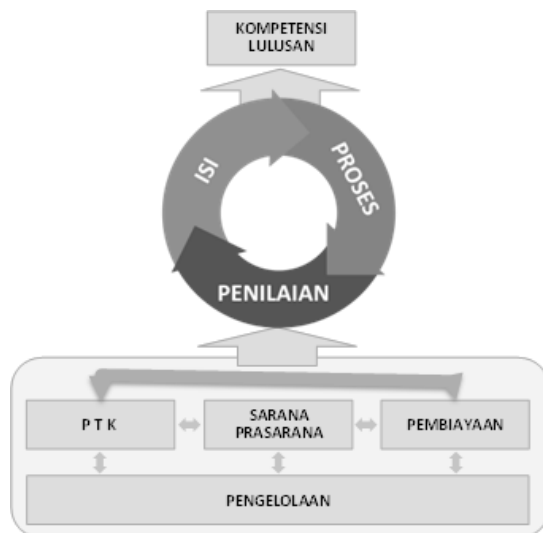 KOMPETENSI
LULUSAN
ISI
PROSES
PENILAIAN
P T K
SARANA
PRASARANA
PEMBIAYAAN
PENGELOLAAN